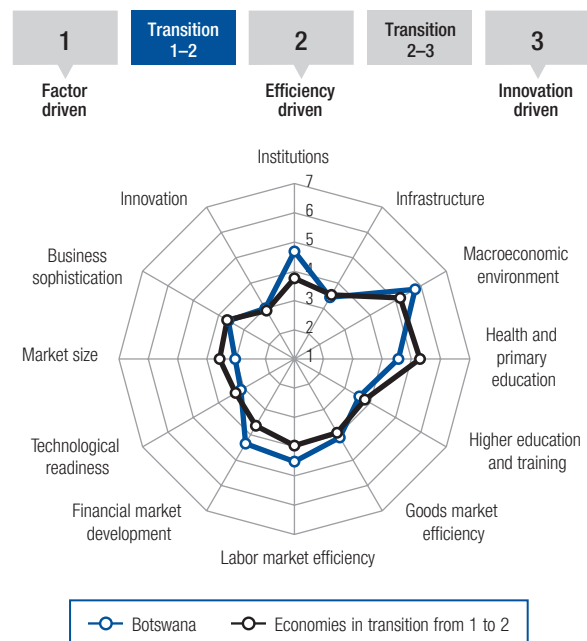 1
Transition
1–2
2
Transition
2–3
3
Factor
driven
Efficiency
driven
Innovation
driven
Institutions
Infrastructure
Macroeconomic
environment
Health and
primary
education
Higher education
and training
Goods market
efficiency
Labor market efficiency
Financial market
development
Technological
readiness
Market size
Business
sophistication
Innovation
7
6
5
4
3
2
1
Botswana
Economies in transition from 1 to 2